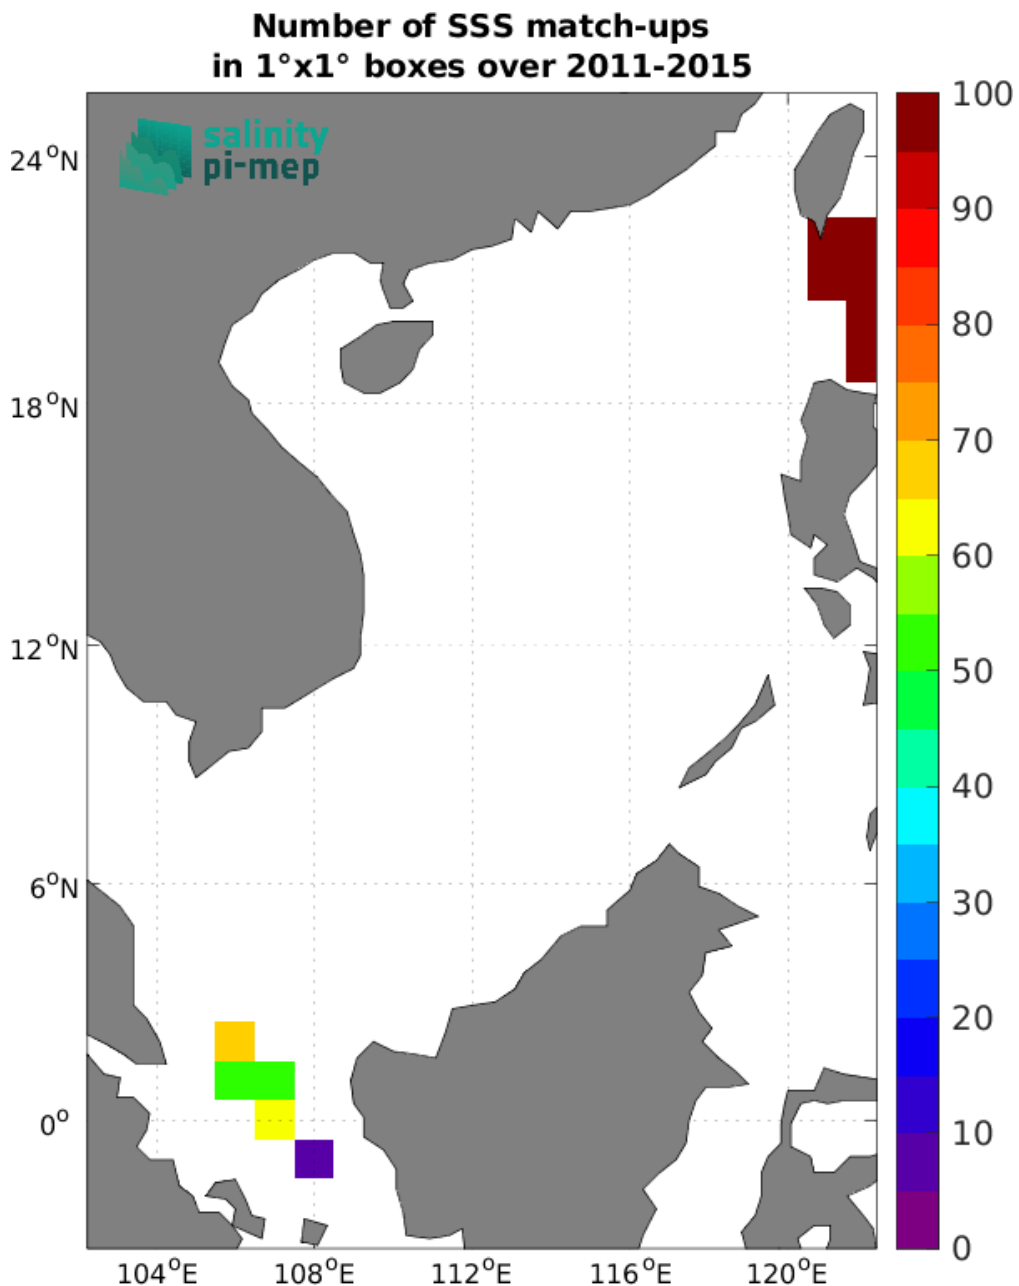 Number of SSS match-ups
in 1°x1° boxes over 2011-2015
salinity
pi-mep
24°N
18°N
12°N
6°N
0°
104°E
108°E
112°E
116°E
120°E
100
90
80
70
60
50
40
30
20
10
0